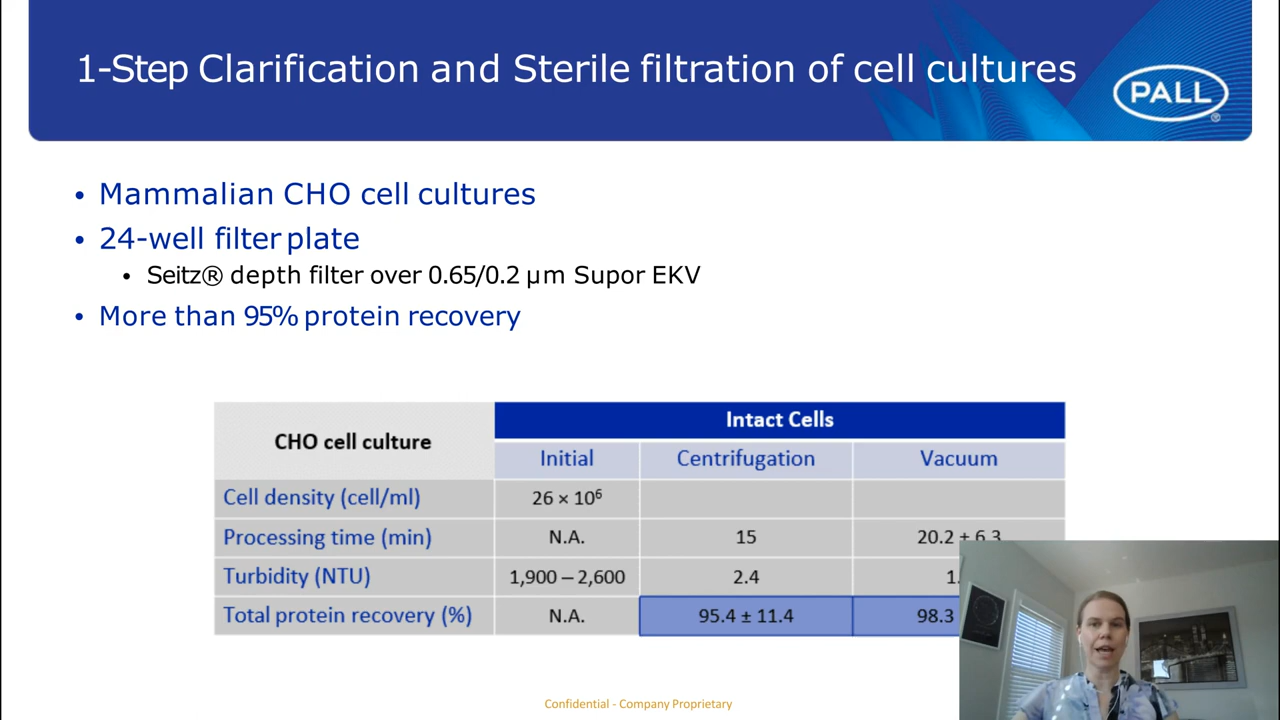 1-Step Clarification and Sterile filtration of cell cultures
PALL
®
• Mammalian CHO cell cultures
• 24-well filter plate
• Seitz® depth filter over 0.65/0.2 µm Supor EKV
• More than 95% protein recovery
CHO cell culture
Intact Cells
Initial Centrifugation Vacuum
Cell density (cell/ml) 26 × 10⁶
Processing time (min) N.A. 15 20.2 ± 6.3
Turbidity (NTU) 1,900 – 2,600 2.4 1.
Total protein recovery (%) N.A. 95.4 ± 11.4 98.3
Confidential - Company Proprietary